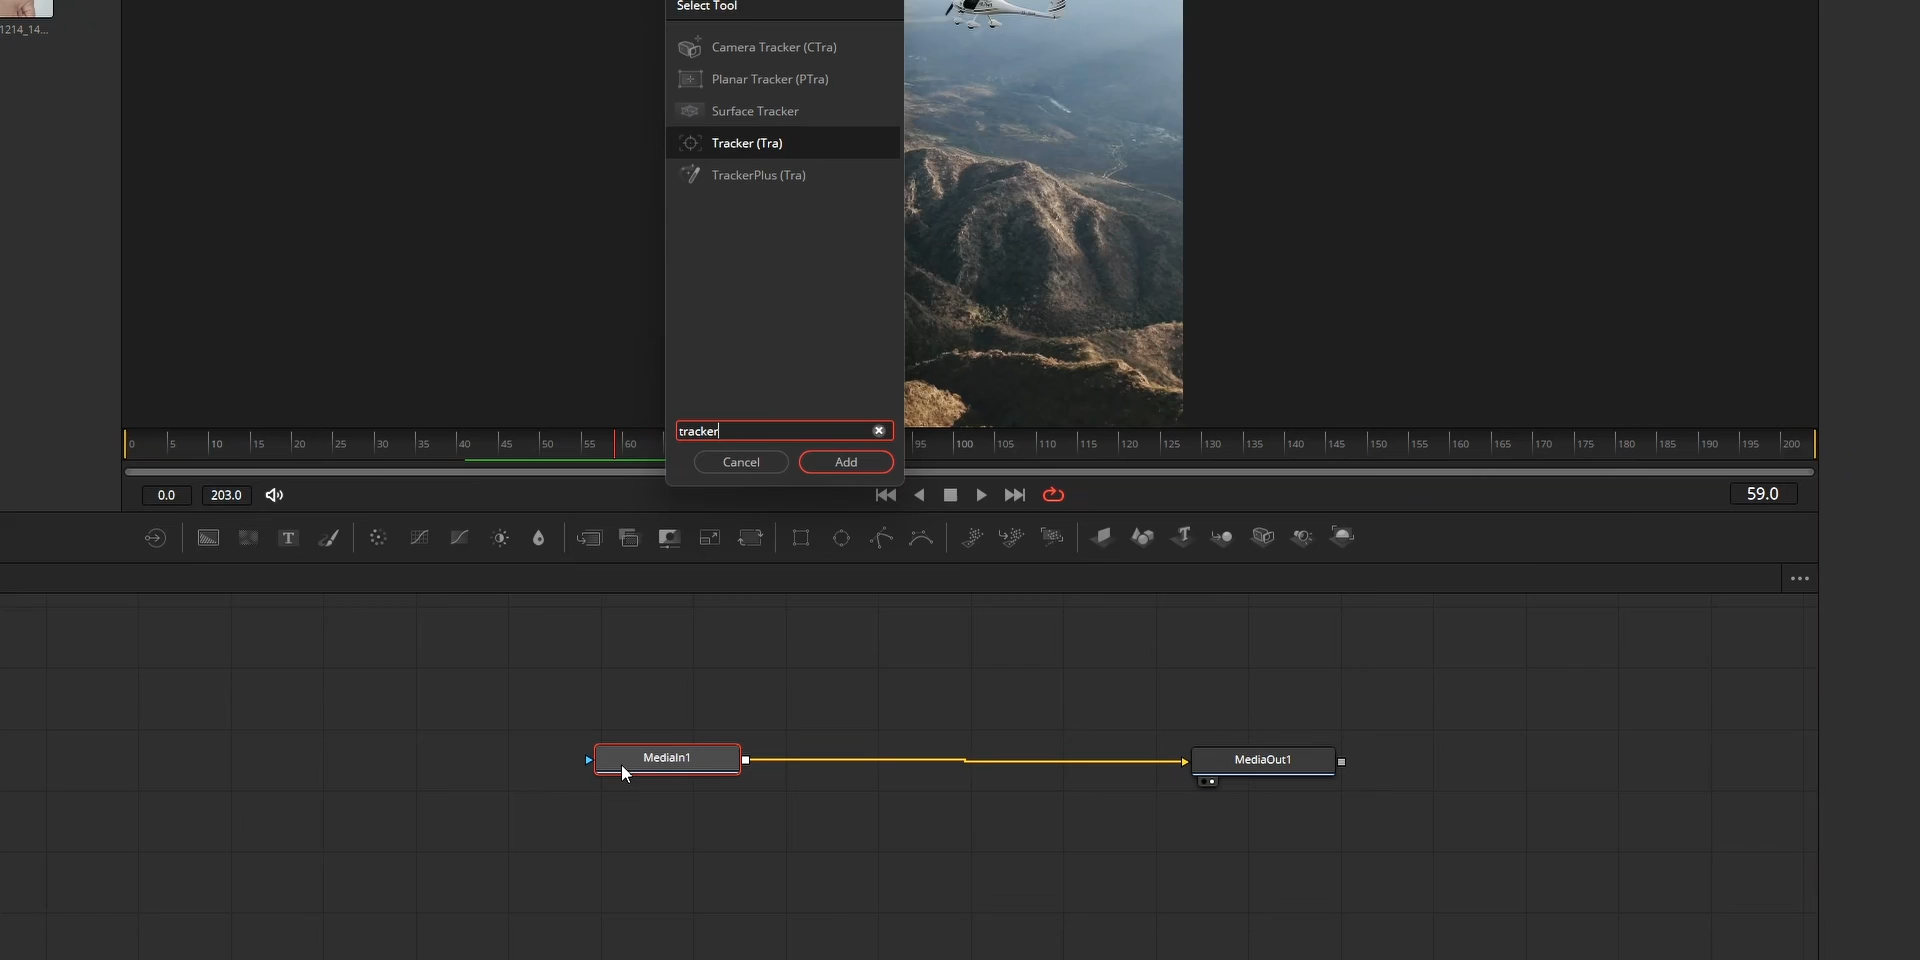 Select Tool
1214_14...
Camera Tracker (CTra)
Planar Tracker (PTra)
Surface Tracker
Tracker (Tra)
TrackerPlus (Tra)
tracker
Cancel
Add
0 5 10 15 20 25 30 35 40 45 50 55 60 95 100 105 110 115 120 125 130 135 140 145 150 155 160 165 170 175 180 185 190 195 200
0.0
203.0
59.0
T
MediaIn1
MediaOut1